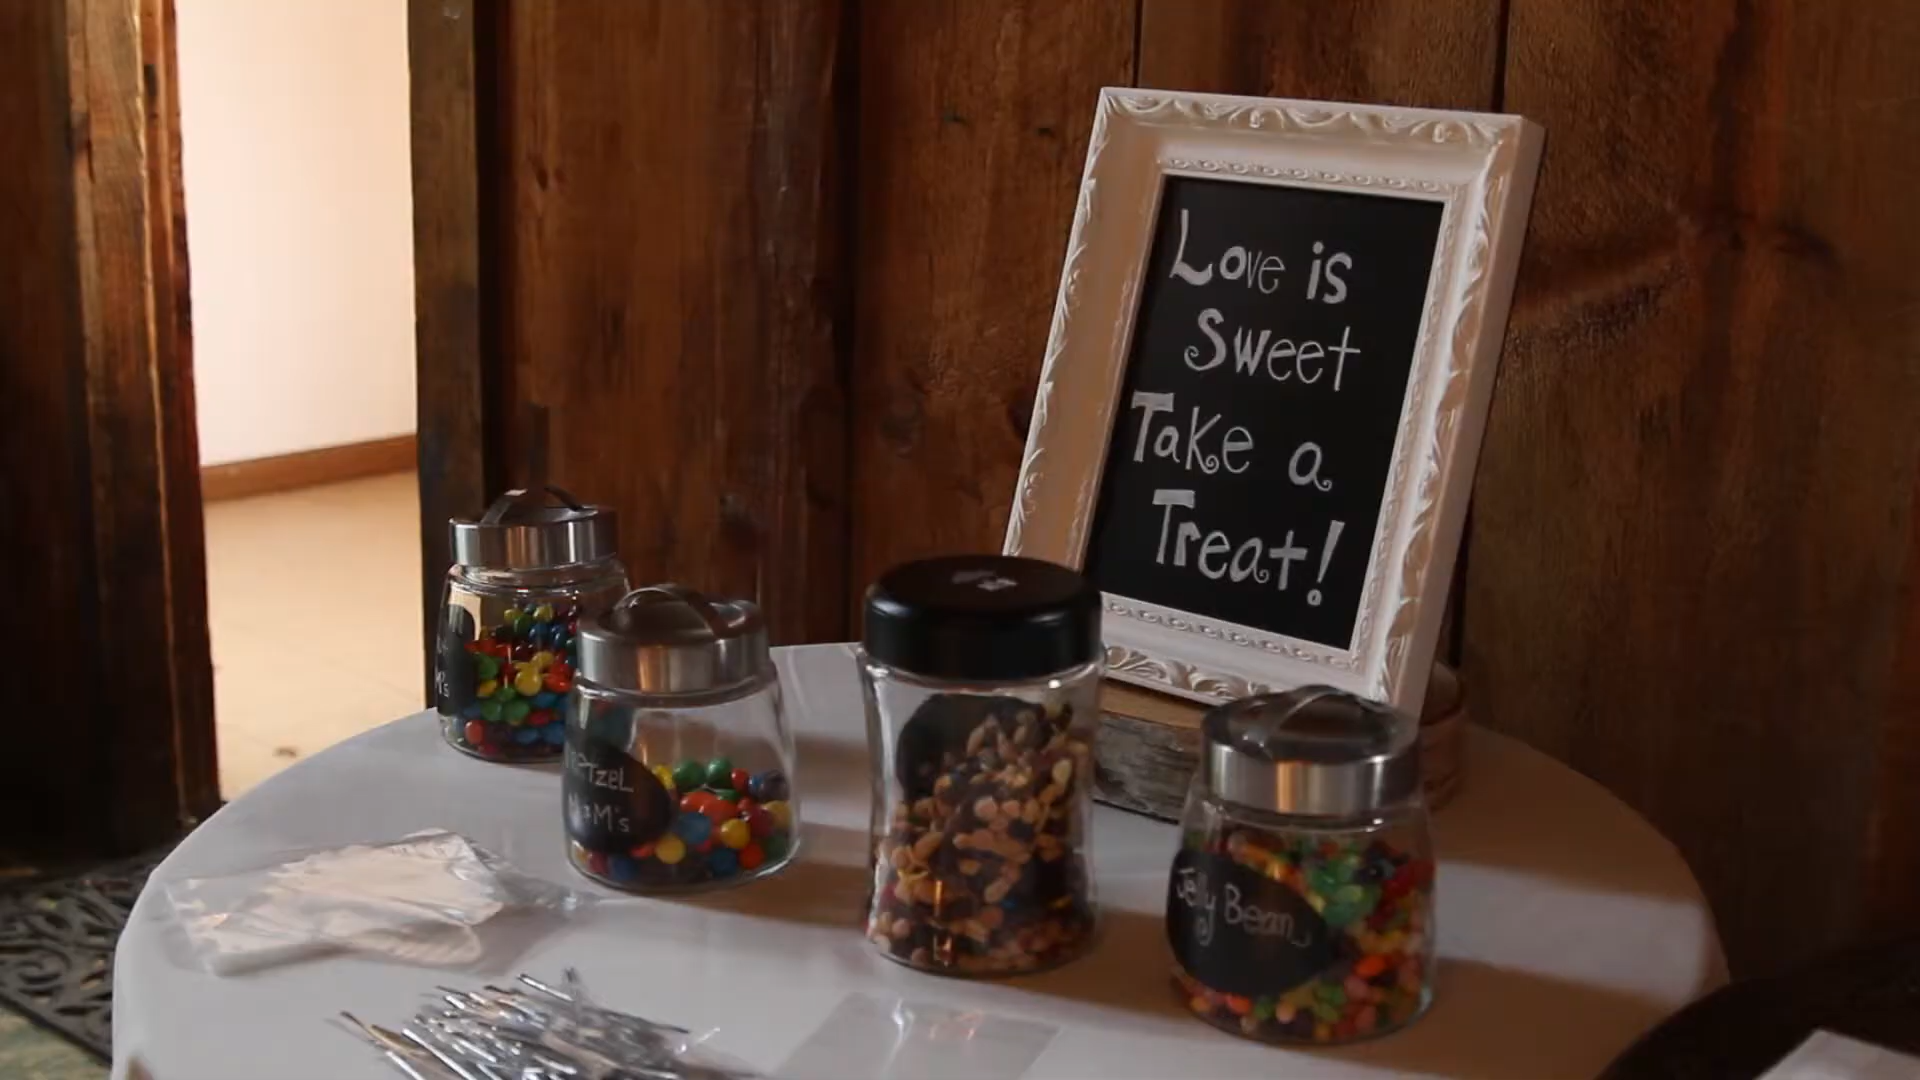 Love is
Sweet
Take a
Treat!
M's
M&M's
Jelly Bean